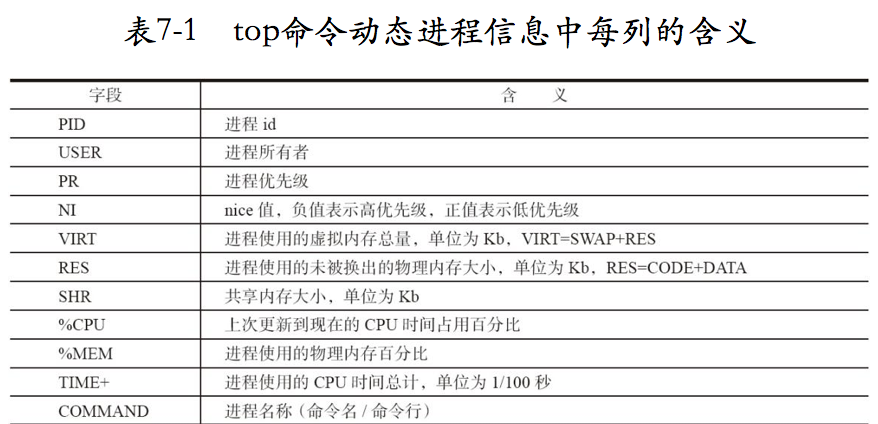 表7-1 top命令动态进程信息中每列的含义
字段 含 义
PID 进程 id
USER 进程所有者
PR 进程优先级
NI nice 值，负值表示高优先级，正值表示低优先级
VIRT 进程使用的虚拟内存总量，单位为 Kb，VIRT=SWAP+RES
RES 进程使用的未被换出的物理内存大小，单位为 Kb，RES=CODE+DATA
SHR 共享内存大小，单位为 Kb
%CPU 上次更新到现在的 CPU 时间占用百分比
%MEM 进程使用的物理内存百分比
TIME+ 进程使用的 CPU 时间总计，单位为 1/100 秒
COMMAND 进程名称（命令名 / 命令行）